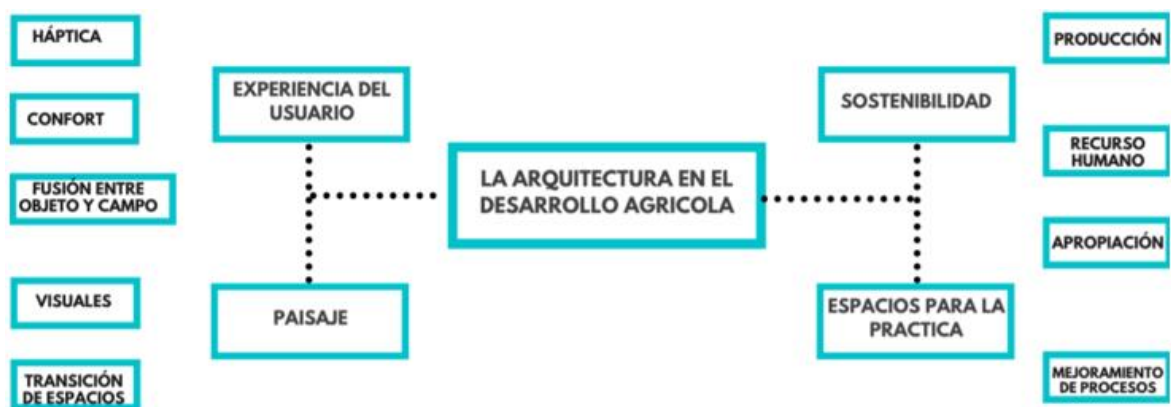 HÁPTICA
CONFORT
FUSIÓN ENTRE
OBJETO Y CAMPO
VISUALES
TRANSICIÓN
DE ESPACIOS
EXPERIENCIA DEL
USUARIO
PAISAJE
LA ARQUITECTURA EN EL
DESARROLLO AGRICOLA
SOSTENIBILIDAD
ESPACIOS PARA LA
PRACTICA
PRODUCCIÓN
RECURSO
HUMANO
APROPIACIÓN
MEJORAMIENTO
DE PROCESOS